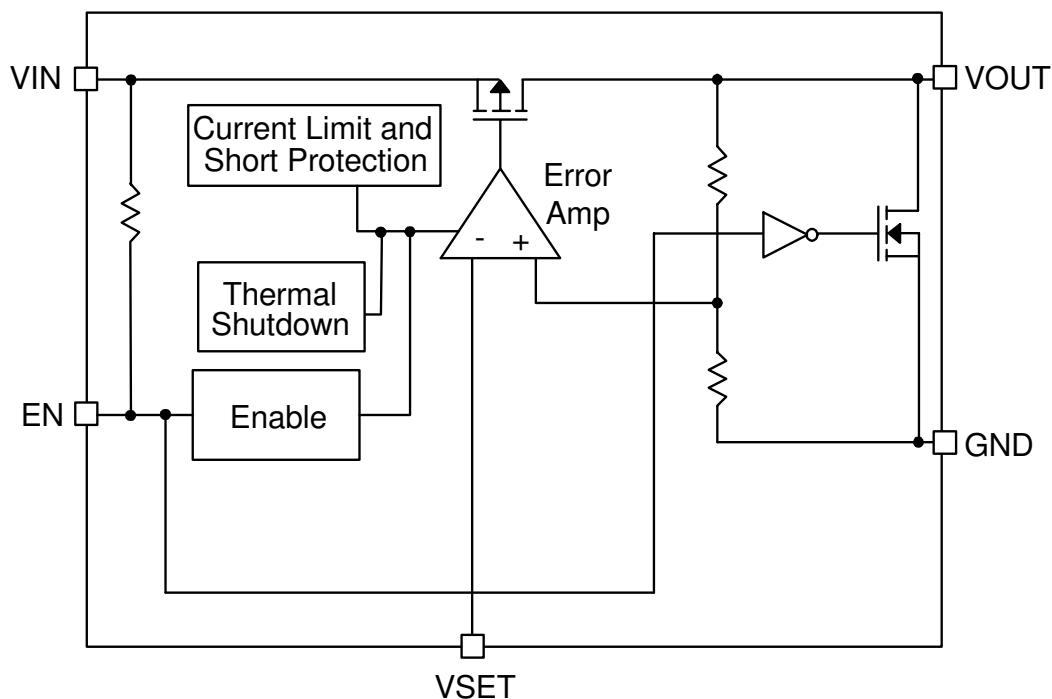 VIN
VOUT
Current Limit and
Short Protection
Error
Amp
- +
Thermal
Shutdown
EN
Enable
GND
VSET